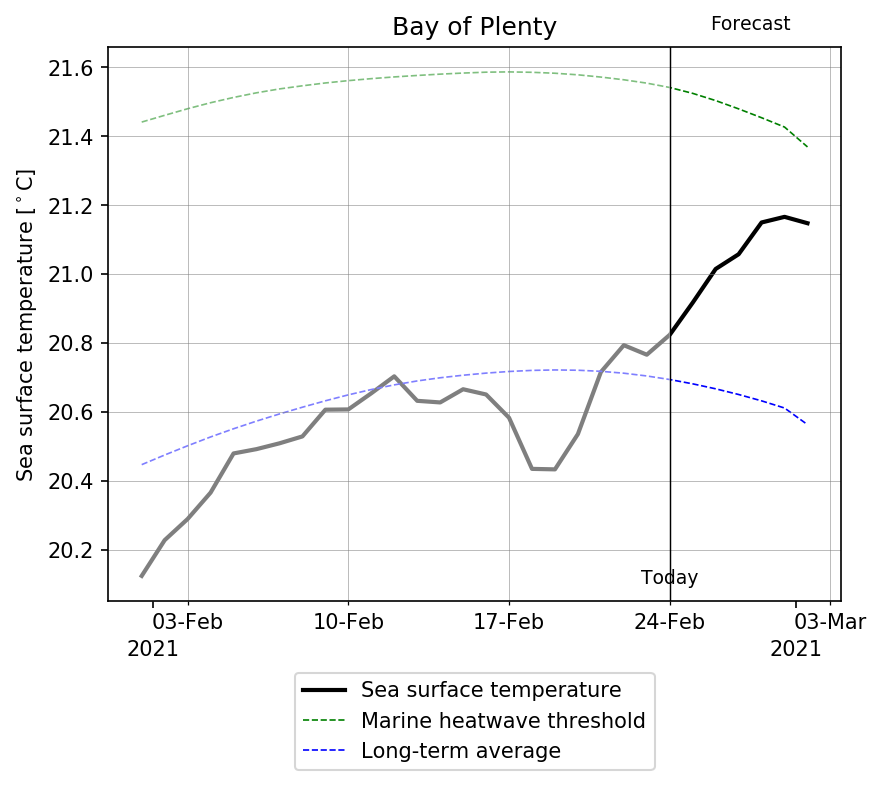 Bay of Plenty
Forecast
Sea surface temperature [°C]
21.6
21.4
21.2
21.0
20.8
20.6
20.4
20.2
Today
03-Feb 10-Feb 17-Feb 24-Feb 03-Mar
2021 2021
Sea surface temperature
Marine heatwave threshold
Long-term average